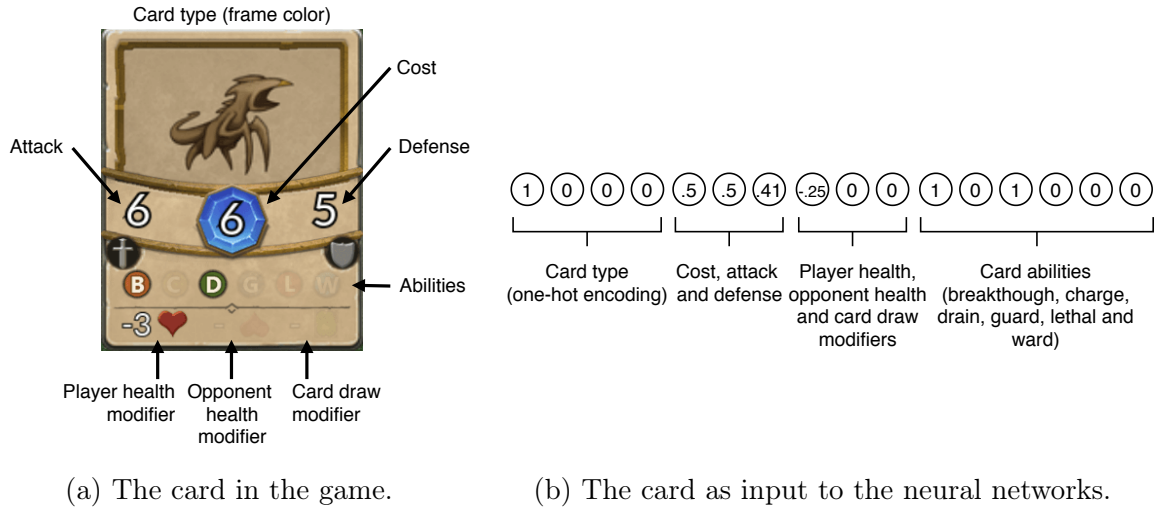 Card type (frame color)
Cost
Attack
Defense
6
6
5
B C D G L W
Abilities
-3
-
-
Player health
modifier
Opponent
health
modifier
Card draw
modifier
(a) The card in the game.
1 0 0 0 .5 .5 .41 -.25 0 0 1 0 1 0 0 0
Card type
(one-hot encoding)
Cost, attack
and defense
Player health,
opponent health
and card draw
modifiers
Card abilities
(breakthough, charge,
drain, guard, lethal and
ward)
(b) The card as input to the neural networks.